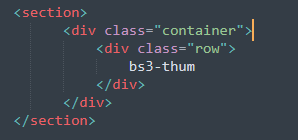 <section>
<div class="container">
<div class="row">
bs3-thum
</div>
</div>
</section>